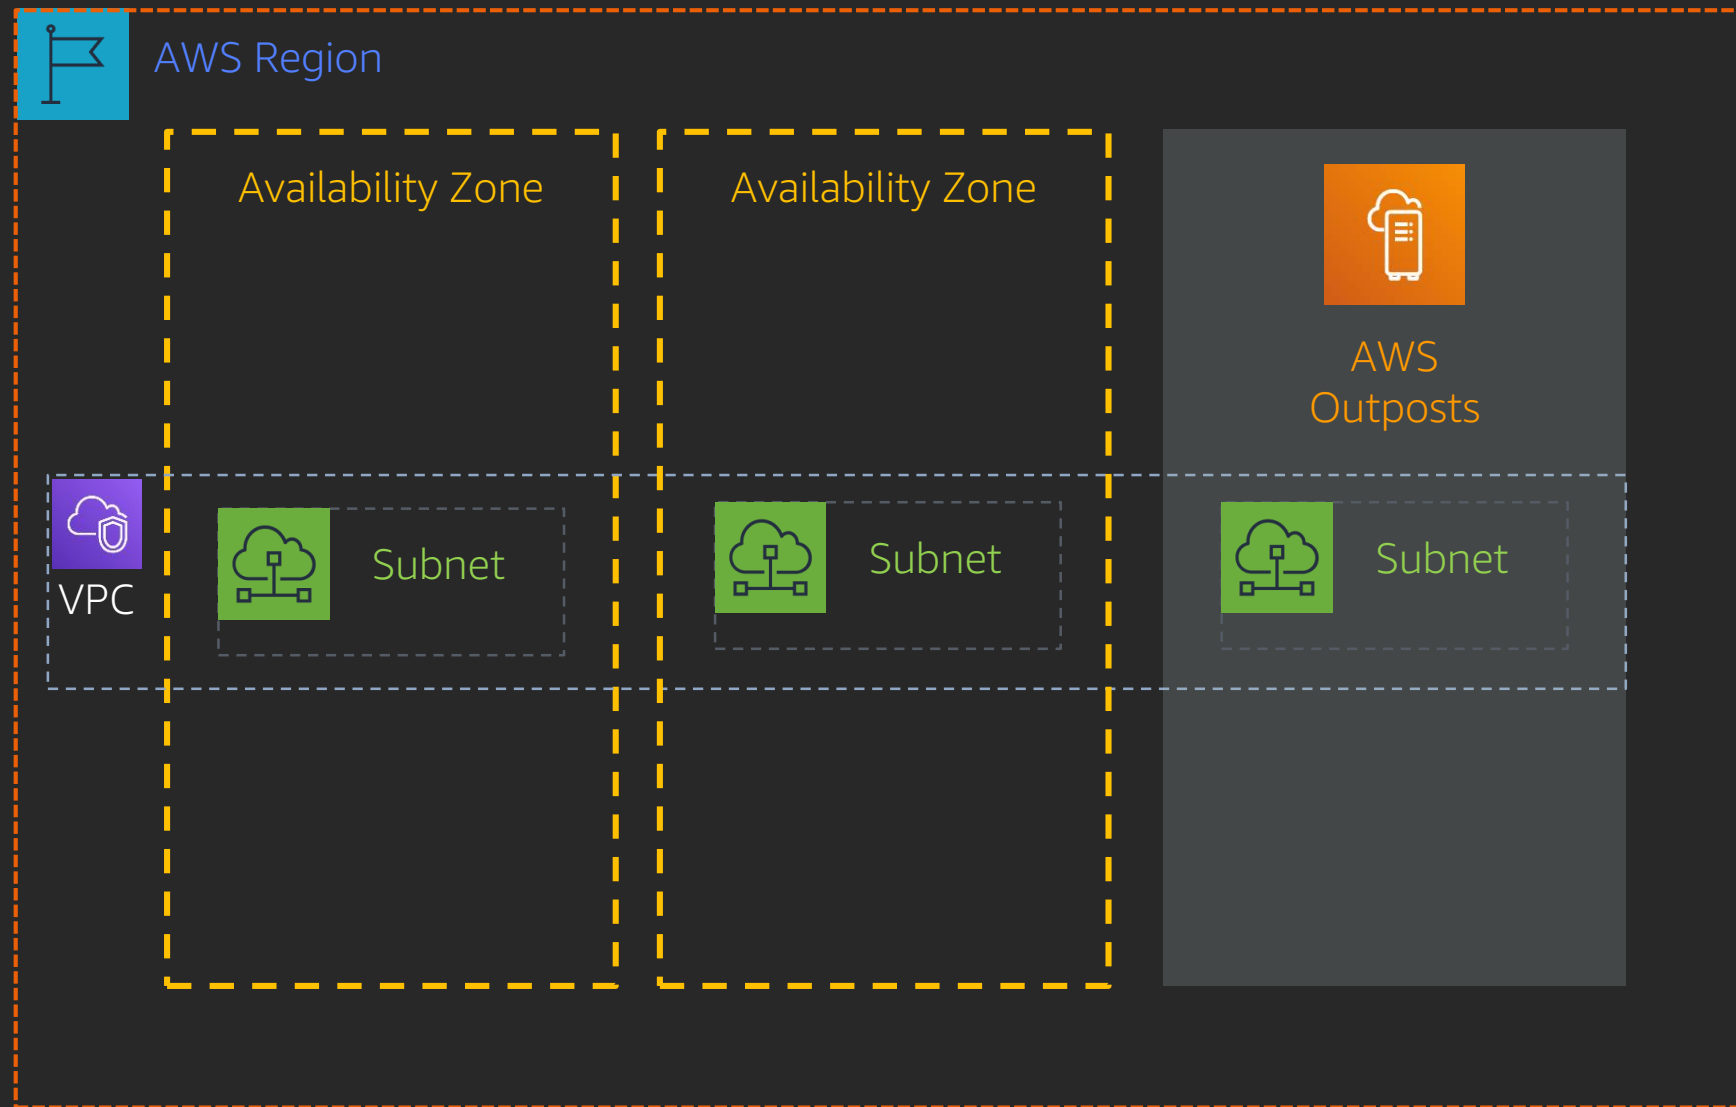 AWS Region
Availability Zone
Availability Zone
AWS
Outposts
VPC
Subnet
Subnet
Subnet